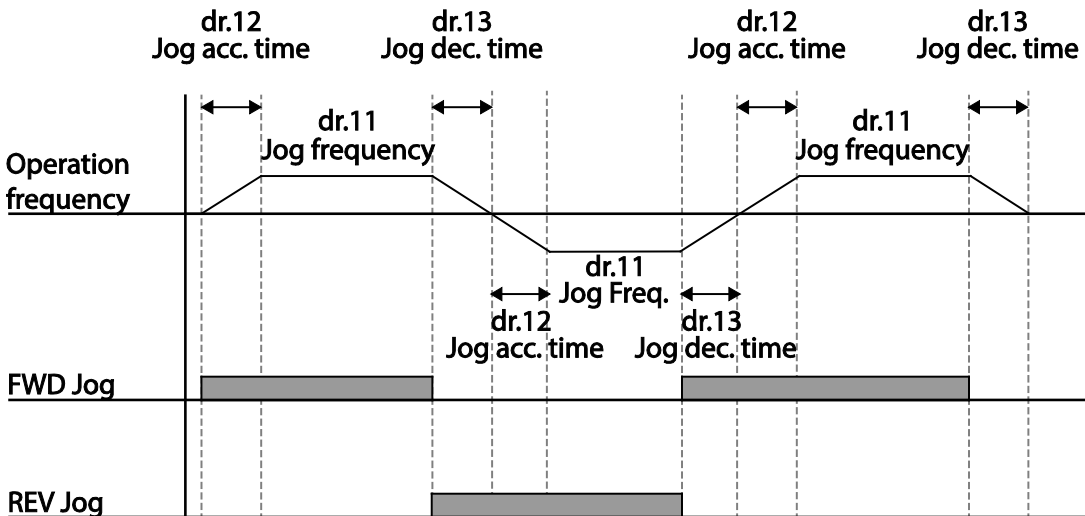 dr.12
Jog acc. time
dr.13
Jog dec. time
dr.12
Jog acc. time
dr.13
Jog dec. time
dr.11
Jog frequency
dr.11
Jog frequency
Operation
frequency
dr.11
Jog Freq.
dr.12
Jog acc. time
dr.13
Jog dec. time
FWD Jog
REV Jog